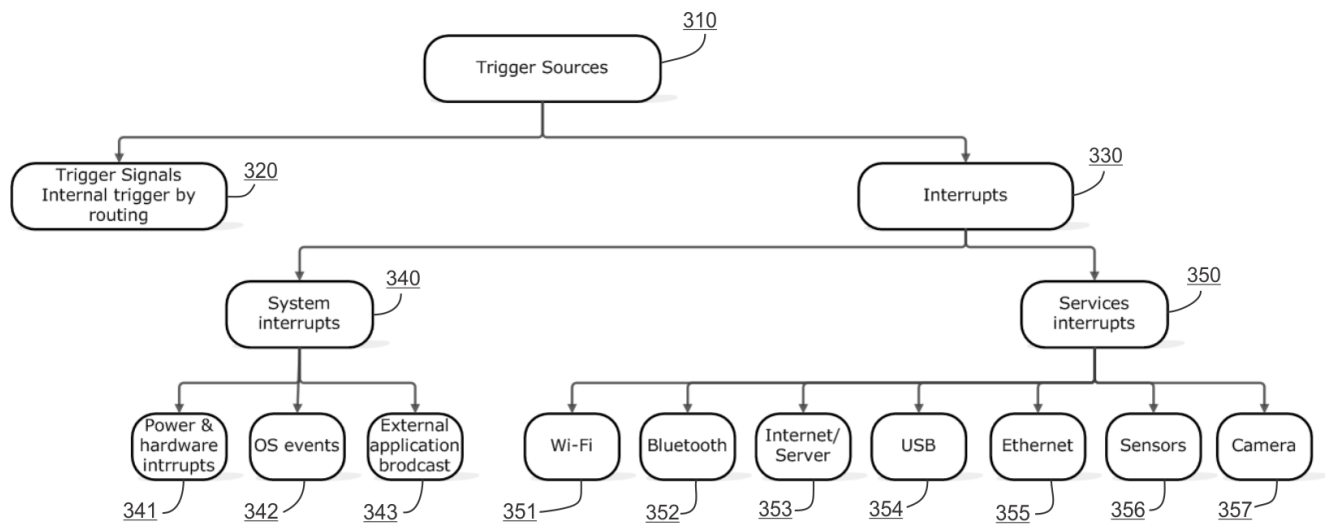 310
Trigger Sources
320
Trigger Signals
Internal trigger by
routing
330
Interrupts
340
System
interrupts
350
Services
interrupts
Power &
hardware
intrrupts
OS events
External
application
brodcast
Wi-Fi
Bluetooth
Internet/
Server
USB
Ethernet
Sensors
Camera
341
342
343
351
352
353
354
355
356
357